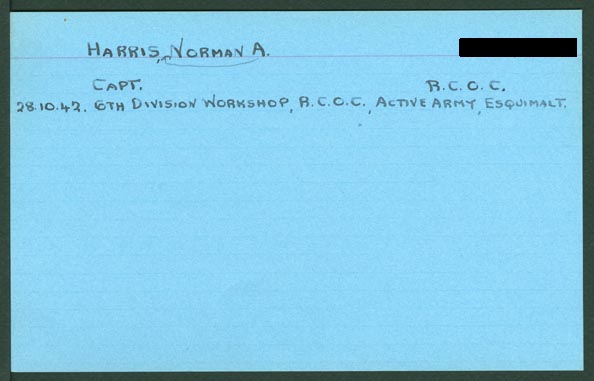 HARRIS, NORMAN A.
CAPT. R.C.O.C.
28.10.42. 6TH DIVISION WORKSHOP, R.C.O.C., ACTIVE ARMY, ESQUIMALT.